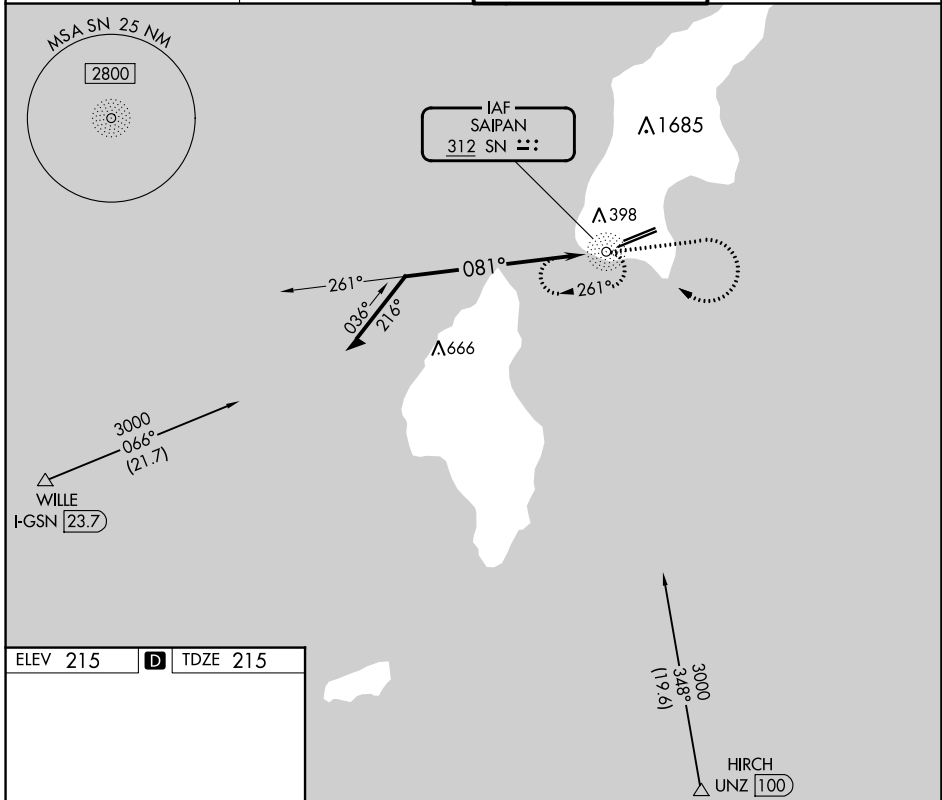 MSA SN 25 NM
2800
IAF
SAIPAN
312 SN
1685
398
081°
261°
261°
036°
216°
666
3000
066°
(21.7)
WILLE
I-GSN 23.7
ELEV 215 D TDZE 215
3000
348°
(19.6)
HIRCH
UNZ 100